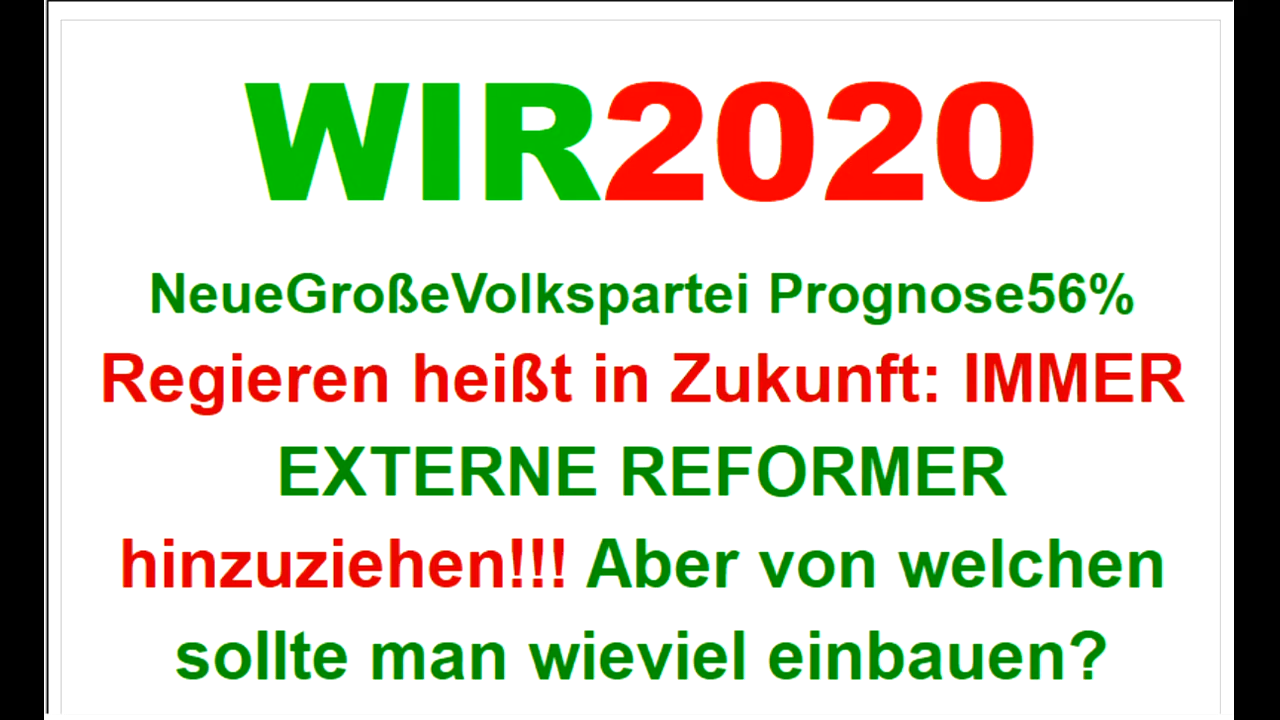 WIR2020
NeueGroßeVolkspartei Prognose56%
Regieren heißt in Zukunft: IMMER
EXTERNE REFORMER
hinzuziehen!!! Aber von welchen
sollte man wieviel einbauen?